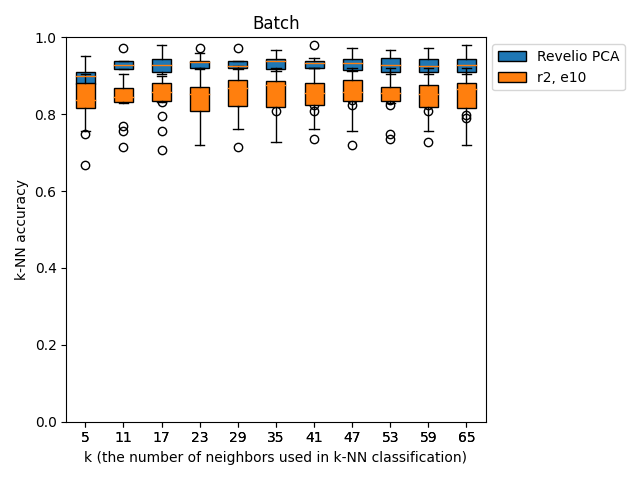 Batch
k-NN accuracy
1.0
0.8
0.6
0.4
0.2
0.0
5 11 17 23 29 35 41 47 53 59 65
k (the number of neighbors used in k-NN classification)
Revelio PCA
r2, e10